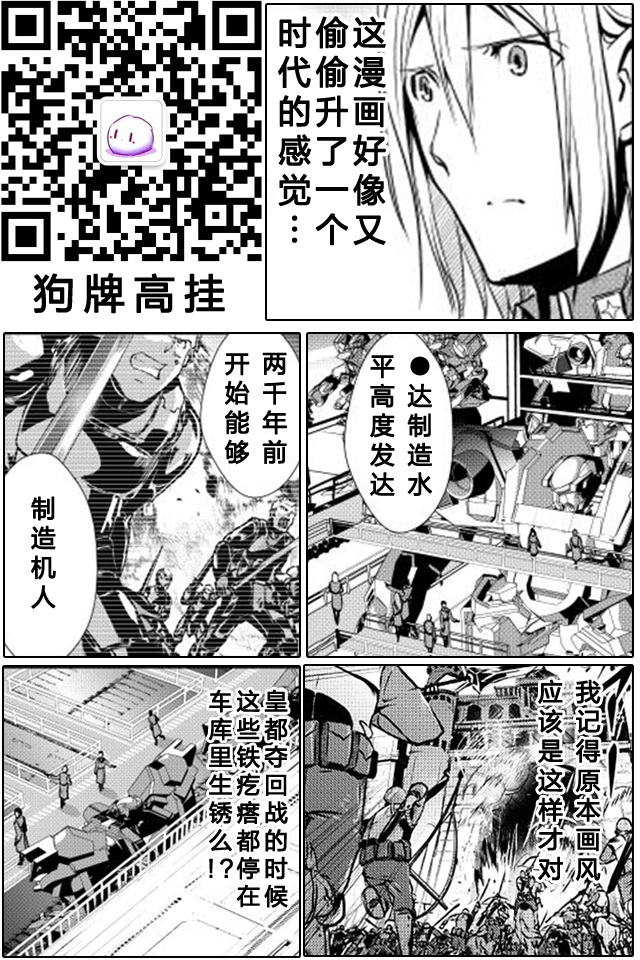 这漫画好像又
偷偷升了一个
时代的感觉…
狗牌高挂
●达制造水
平高度发达
两千年前
开始能够
制造机人
我记得原本画风
应该是这样才对
皇都夺回战的时候
这些铁疙瘩都停在
车库里生锈么!?